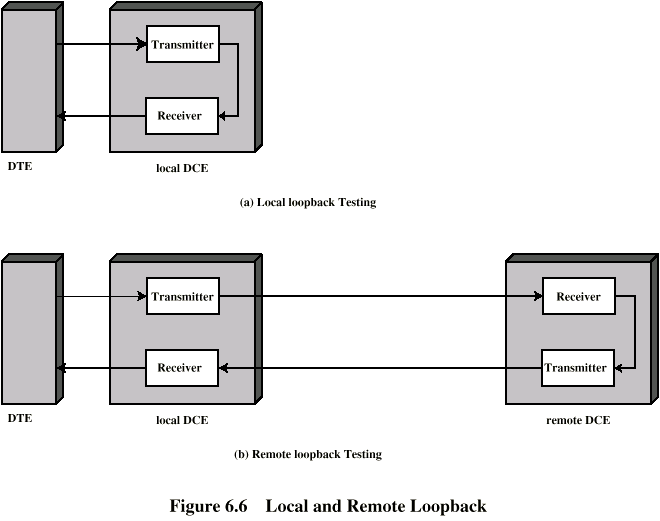 Transmitter
Receiver
DTE
local DCE
(a) Local loopback Testing
Transmitter
Receiver
Receiver
Transmitter
DTE
local DCE
remote DCE
(b) Remote loopback Testing
Figure 6.6 Local and Remote Loopback